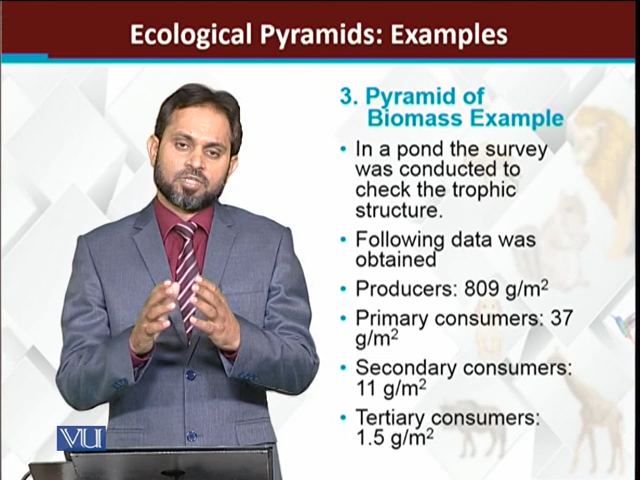 Ecological Pyramids: Examples
3. Pyramid of
Biomass Example
• In a pond the survey
was conducted to
check the trophic
structure.
• Following data was
obtained
• Producers: 809 g/m²
• Primary consumers: 37
g/m²
• Secondary consumers:
11 g/m²
• Tertiary consumers:
1.5 g/m²
VU